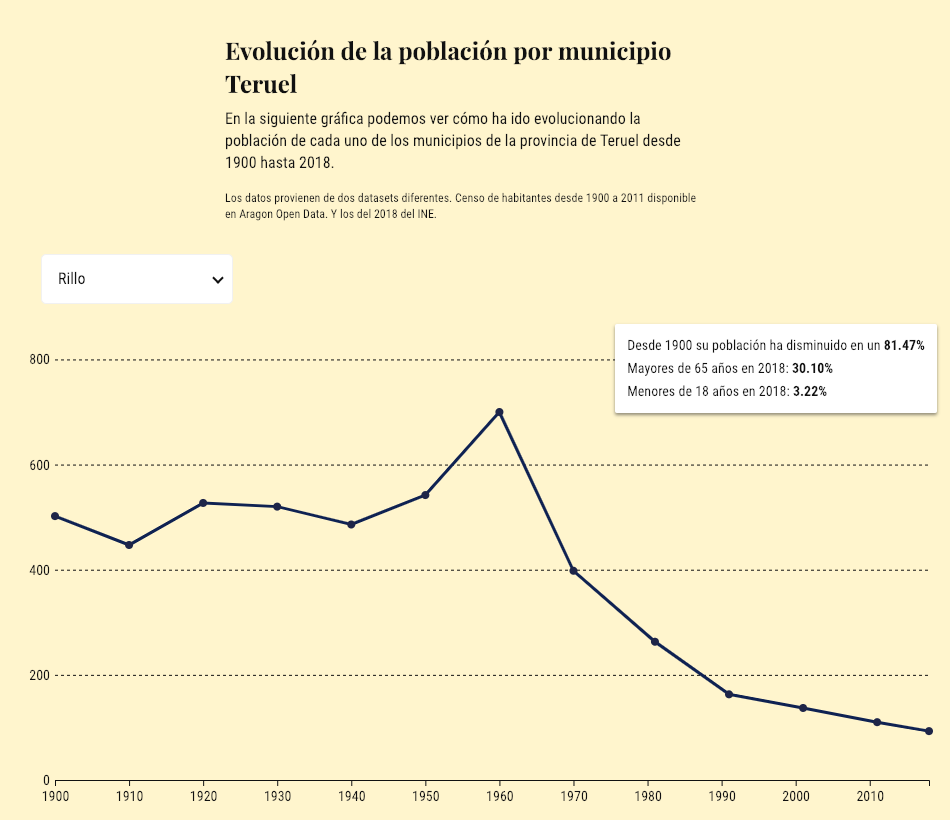 Evolución de la población por municipio
Teruel
En la siguiente gráfica podemos ver cómo ha ido evolucionando la
población de cada uno de los municipios de la provincia de Teruel desde
1900 hasta 2018.
Los datos provienen de dos datasets diferentes. Censo de habitantes desde 1900 a 2011 disponible
en Aragon Open Data. Y los del 2018 del INE.
Rillo
Desde 1900 su población ha disminuido en un 81.47%
Mayores de 65 años en 2018: 30.10%
Menores de 18 años en 2018: 3.22%
800
600
400
200
0
1900 1910 1920 1930 1940 1950 1960 1970 1980 1990 2000 2010